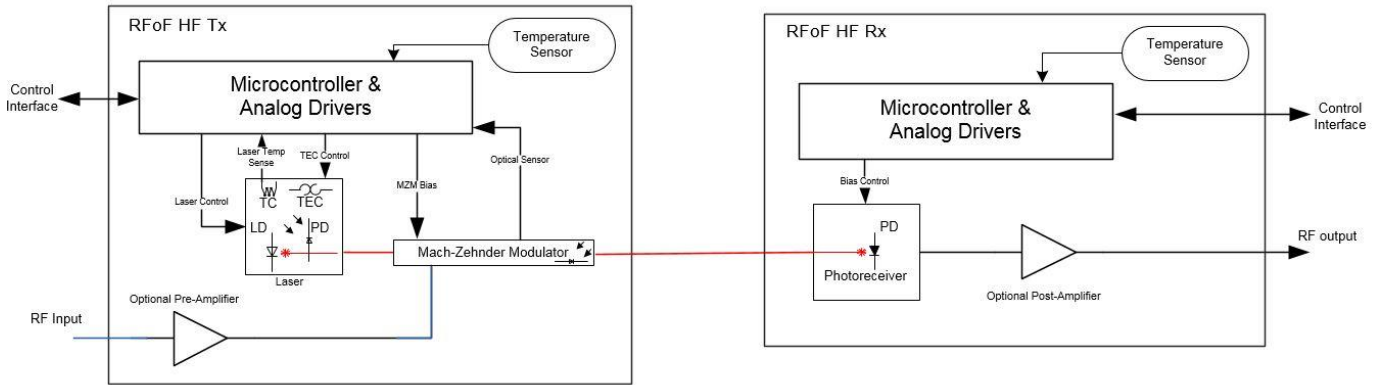 RFoF HF Tx
Temperature
Sensor
Microcontroller &
Analog Drivers
Control
Interface
Laser Temp
Sense
TEC Control
Optical Sensor
MZM Bias
Laser Control
TC
TEC
LD
PD
Laser
Mach-Zehnder Modulator
Optional Pre-Amplifier
RF Input
RFoF HF Rx
Temperature
Sensor
Microcontroller &
Analog Drivers
Control
Interface
Bias Control
PD
Photoreceiver
RF output
Optional Post-Amplifier